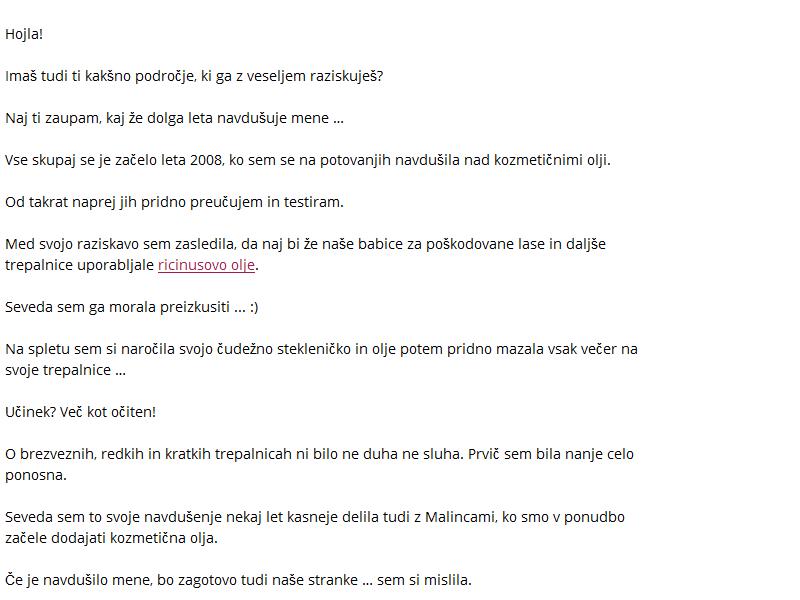 Hojla!
Imaš tudi ti kakšno področje, ki ga z veseljem raziskuješ?
Naj ti zaupam, kaj že dolga leta navdušuje mene ...
Vse skupaj se je začelo leta 2008, ko sem se na potovanjih navdušila nad kozmetičnimi olji.
Od takrat naprej jih pridno preučujem in testiram.
Med svojo raziskavo sem zasledila, da naj bi že naše babice za poškodovane lase in daljše
trepalnice uporabljale ricinusovo olje.
Seveda sem ga morala preizkusiti ... :)
Na spletu sem si naročila svojo čudežno stekleničko in olje potem pridno mazala vsak večer na
svoje trepalnice ...
Učinek? Več kot očiten!
O brezveznih, redkih in kratkih trepalnicah ni bilo ne duha ne sluha. Prvič sem bila nanje celo
ponosna.
Seveda sem to svoje navdušenje nekaj let kasneje delila tudi z Malincami, ko smo v ponudbo
začele dodajati kozmetična olja.
Če je navdušilo mene, bo zagotovo tudi naše stranke ... sem si mislila.